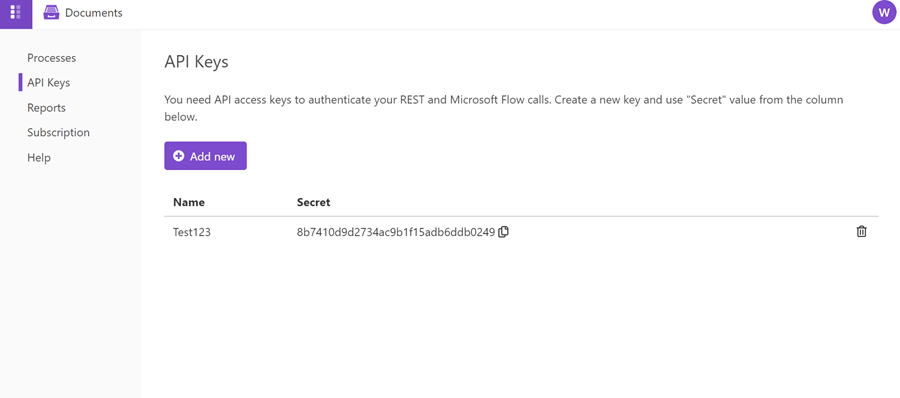 Documents
W
Processes
API Keys
Reports
Subscription
Help
API Keys
You need API access keys to authenticate your REST and Microsoft Flow calls. Create a new key and use "Secret" value from the column
below.
Add new
Name Secret
Test123 8b7410d9d2734ac9b1f15adb6ddb0249